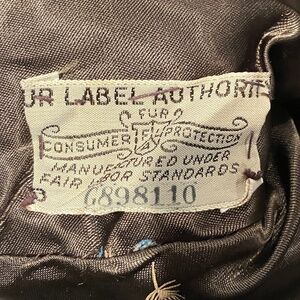 UR LABEL AUTHORI
FUR
CONSUMER PROTECTION
MANUFACTURED UNDER
FAIR LABOR STANDARDS
6898110